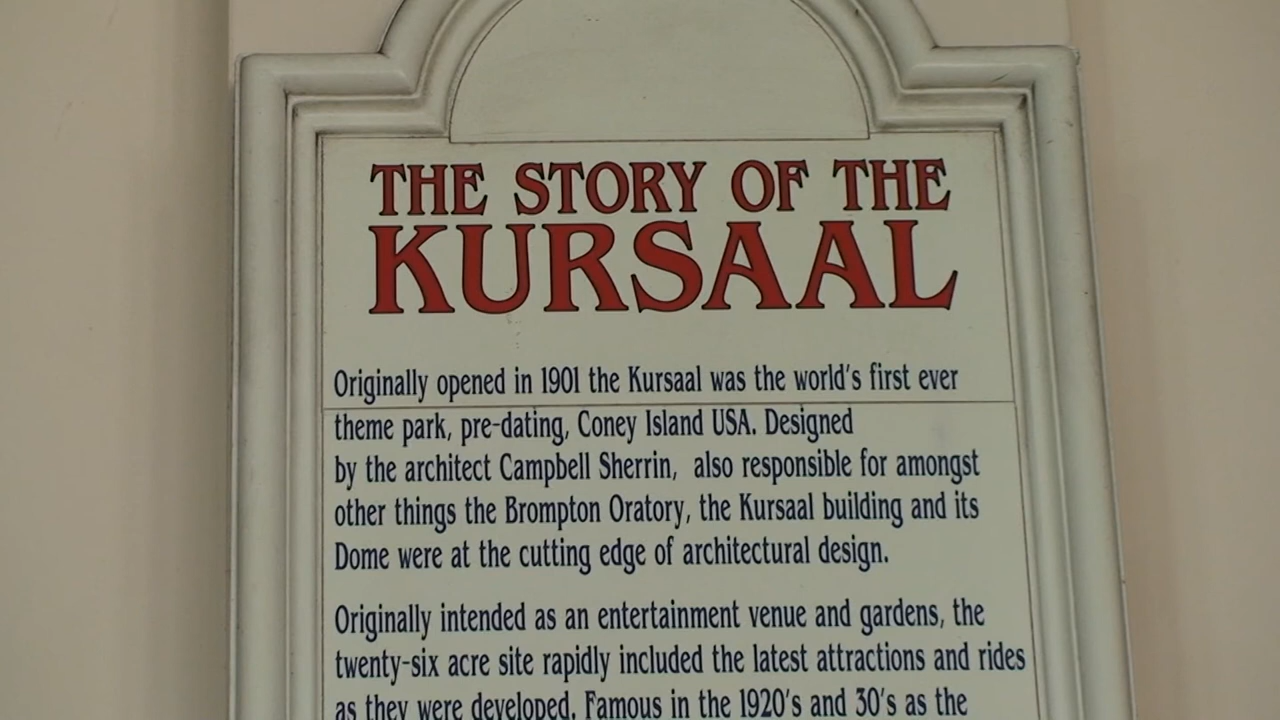 THE STORY OF THE
KURSAAL
Originally opened in 1901 the Kursaal was the world's first ever
theme park, pre-dating, Coney Island USA. Designed
by the architect Campbell Sherrin, also responsible for amongst
other things the Brompton Oratory, the Kursaal building and its
Dome were at the cutting edge of architectural design.
Originally intended as an entertainment venue and gardens, the
twenty-six acre site rapidly included the latest attractions and rides
as they were developed. Famous in the 1920's and 30's as the